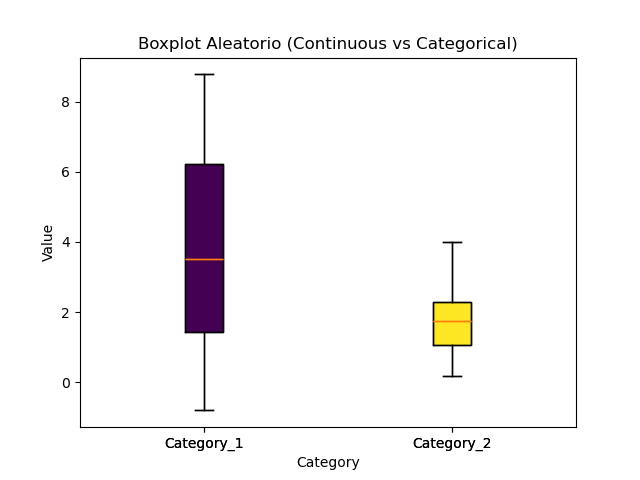 Boxplot Aleatorio (Continuous vs Categorical)
Value
8
6
4
2
0
Category_1
Category_2
Category